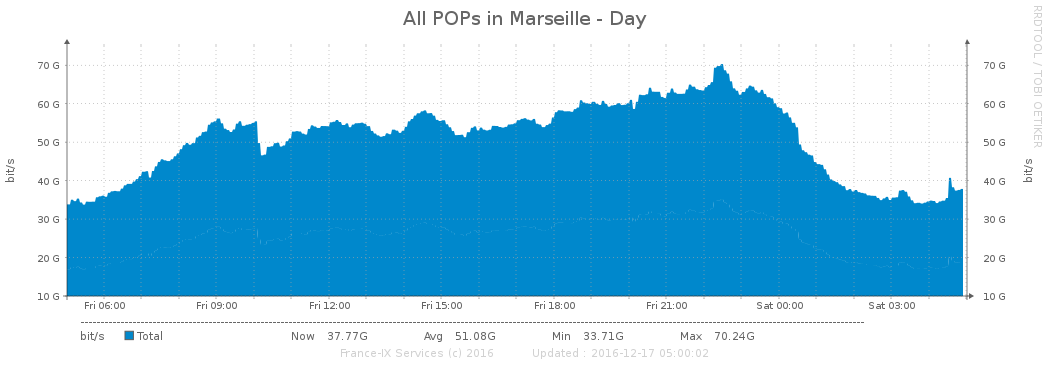 All POPs in Marseille - Day
RRDTOOL / TOBI OETIKER
bit/s
70 G 70 G
60 G 60 G
50 G 50 G
40 G 40 G
30 G 30 G
20 G 20 G
10 G 10 G
bit/s
Fri 06:00 Fri 09:00 Fri 12:00 Fri 15:00 Fri 18:00 Fri 21:00 Sat 00:00 Sat 03:00
bit/s Total Now 37.77G Avg 51.08G Min 33.71G Max 70.24G
France-IX Services (c) 2016 Updated : 2016-12-17 05:00:02